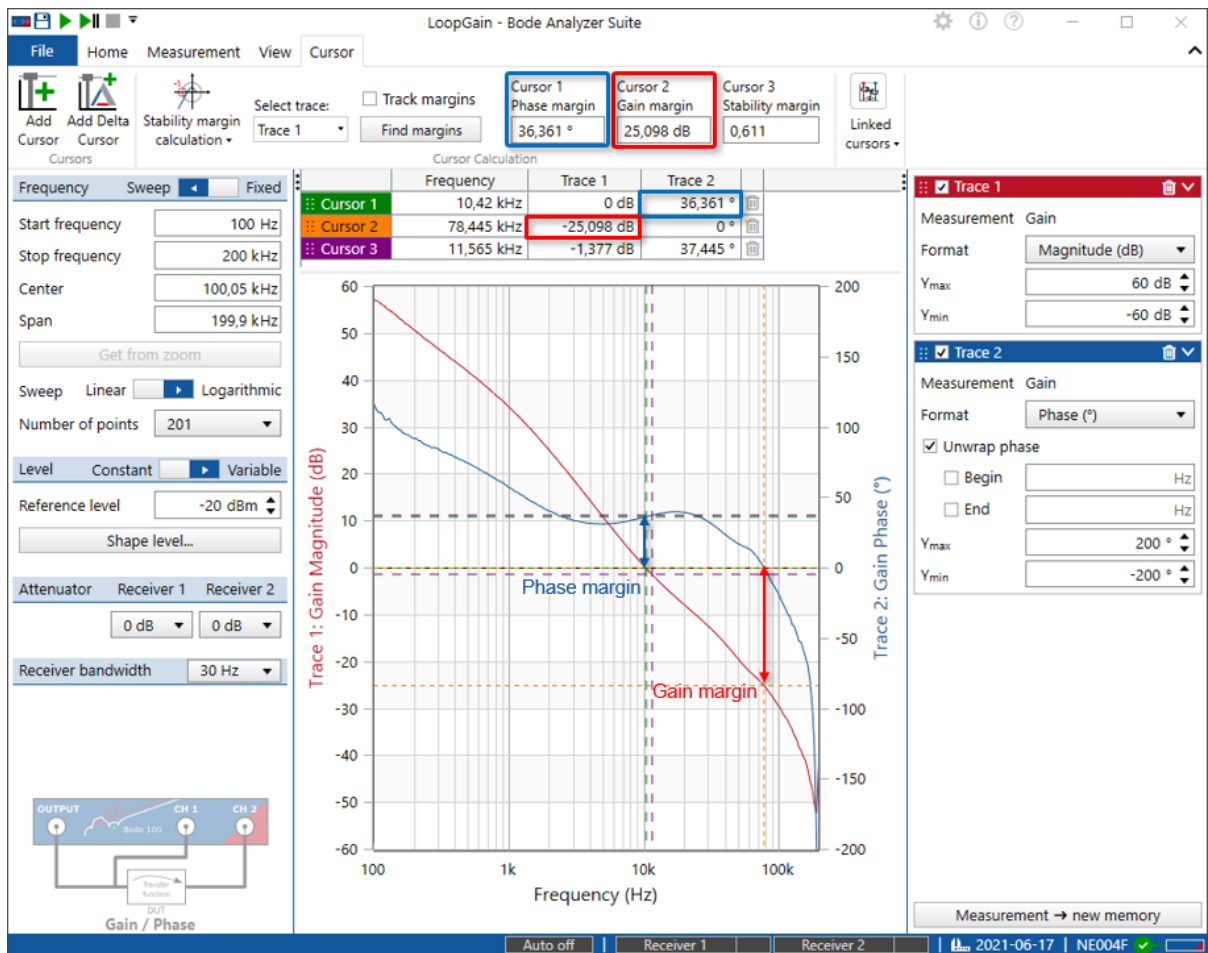 LoopGain - Bode Analyzer Suite
File Home Measurement View Cursor
Add Cursor
Add Delta Cursor
Cursors
Stability margin calculation
Select trace:
Trace 1
Track margins
Find margins
Cursor 1
Phase margin
36,361 °
Cursor 2
Gain margin
25,098 dB
Cursor 3
Stability margin
0,611
Cursor Calculation
Linked cursors
Frequency Sweep Fixed
Start frequency 100 Hz
Stop frequency 200 kHz
Center 100,05 kHz
Span 199,9 kHz
Get from zoom
Sweep Linear Logarithmic
Number of points 201
Level Constant Variable
Reference level -20 dBm
Shape level...
Attenuator Receiver 1 Receiver 2
0 dB 0 dB
Receiver bandwidth 30 Hz
OUTPUT CH 1 CH 2
Bode 100
Transfer function
DUT
Gain / Phase
Frequency Trace 1 Trace 2
Cursor 1 10,42 kHz 0 dB 36,361 °
Cursor 2 78,445 kHz -25,098 dB 0 °
Cursor 3 11,565 kHz -1,377 dB 37,445 °
Trace 1: Gain Magnitude (dB)
60
50
40
30
20
10
0
-10
-20
-30
-40
-50
-60
Phase margin
Gain margin
200
150
100
50
0
-50
-100
-150
-200
Trace 2: Gain Phase (°)
100 1k 10k 100k
Frequency (Hz)
Trace 1
Measurement Gain
Format Magnitude (dB)
Ymax 60 dB
Ymin -60 dB
Trace 2
Measurement Gain
Format Phase (°)
Unwrap phase
Begin Hz
End Hz
Ymax 200 °
Ymin -200 °
Measurement → new memory
Auto off Receiver 1 Receiver 2 2021-06-17 NE004F